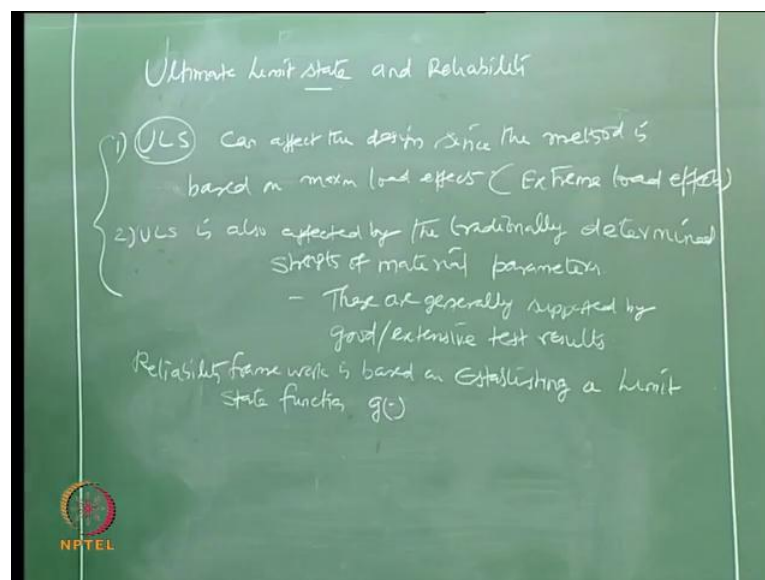 Ultimate Limit state and Reliability
1) ULS can affect the design since the method is
based on maxm load effects (Extreme load effects)
2) ULS is also affected by the traditionally determined
strengths of material parameters.
- These are generally supported by
good/extensive test results
Reliability frame work is based on Establishing a Limit
state function g(·)
NPTEL